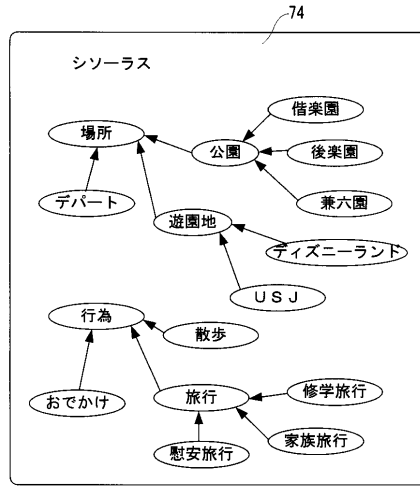 74
シソーラス
偕楽園
場所
公園
後楽園
デパート
兼六園
遊園地
ディズニーランド
ＵＳＪ
行為
散歩
おでかけ
旅行
修学旅行
家族旅行
慰安旅行